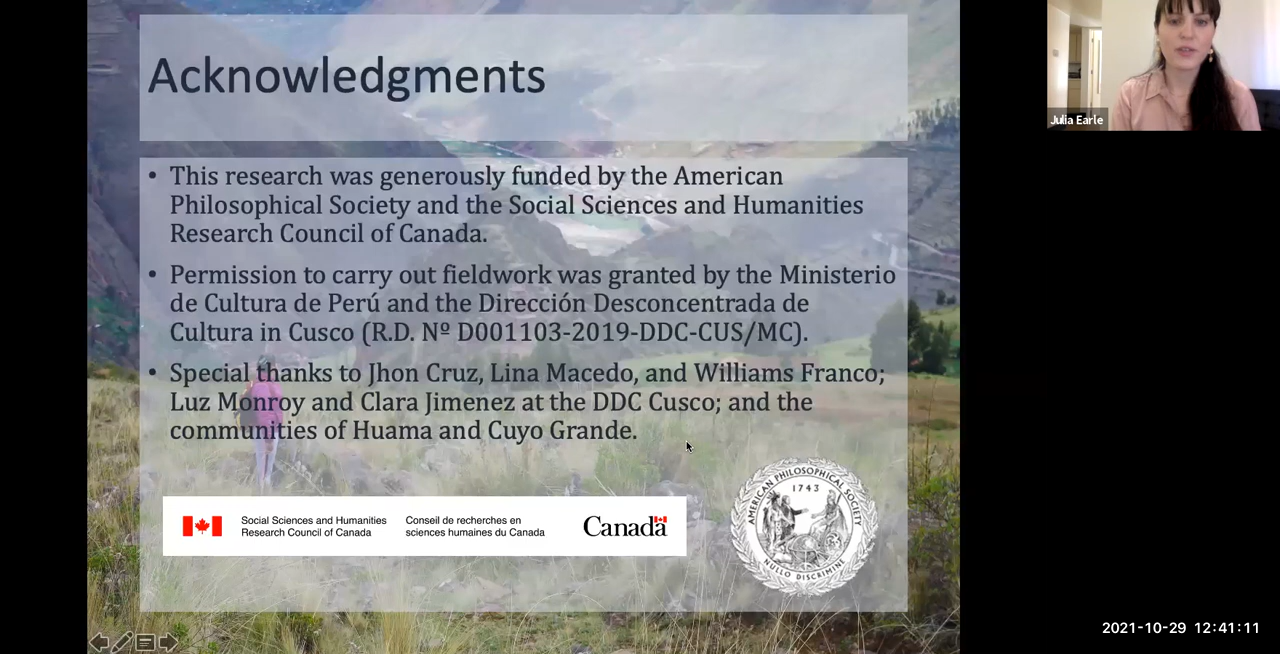 Acknowledgments
• This research was generously funded by the American
Philosophical Society and the Social Sciences and Humanities
Research Council of Canada.
• Permission to carry out fieldwork was granted by the Ministerio
de Cultura de Perú and the Dirección Desconcentrada de
Cultura in Cusco (R.D. Nº D001103-2019-DDC-CUS/MC).
• Special thanks to Jhon Cruz, Lina Macedo, and Williams Franco;
Luz Monroy and Clara Jimenez at the DDC Cusco; and the
communities of Huama and Cuyo Grande.
Social Sciences and Humanities
Research Council of Canada
Conseil de recherches en
sciences humaines du Canada
Canada
AMERICAN PHILOSOPHICAL SOCIETY
1743
NULLO DISCRIMINE
Julia Earle
2021-10-29 12:41:11